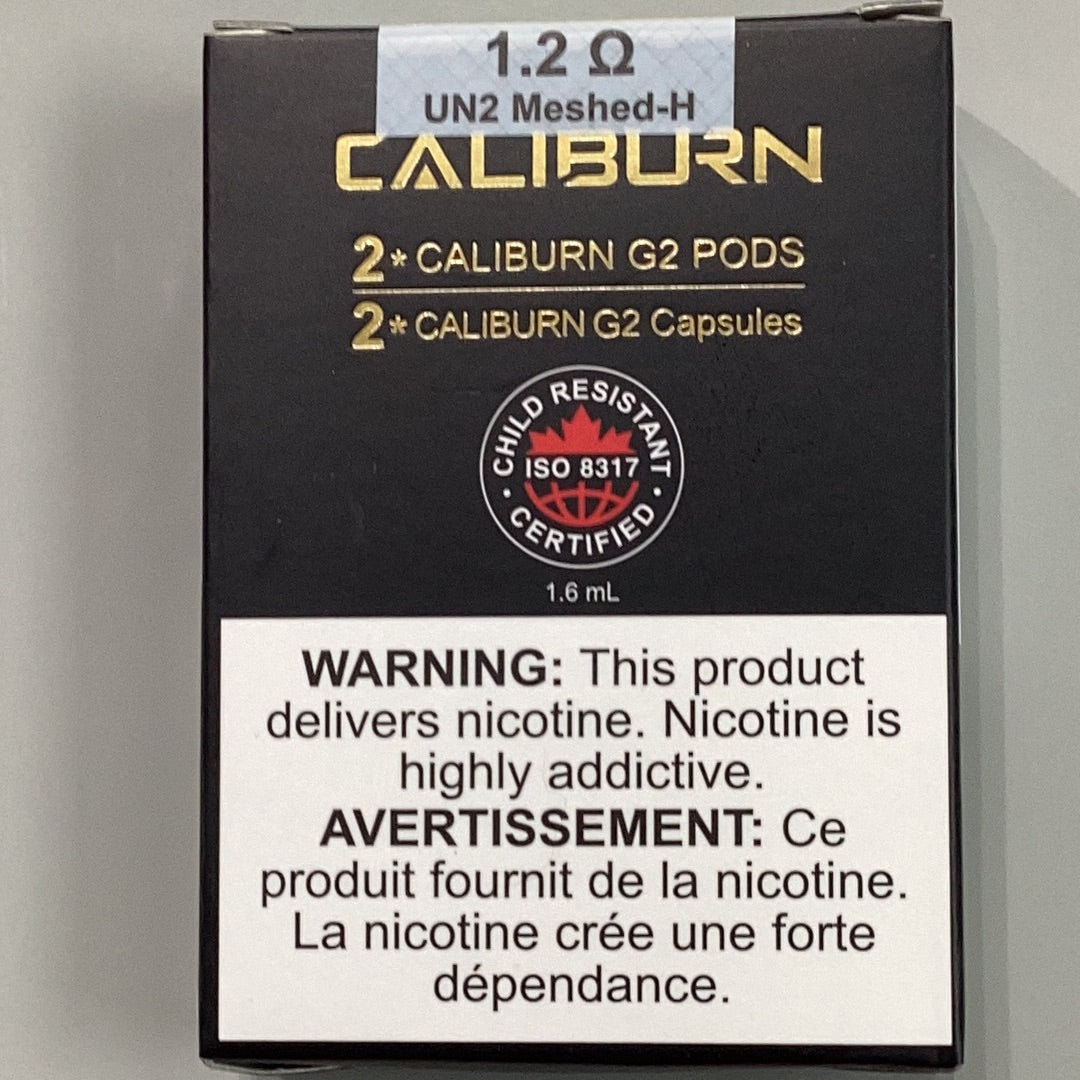 1.2 Ω
UN2 Meshed-H
CALIBURN
2* CALIBURN G2 PODS
2* CALIBURN G2 Capsules
CHILD RESISTANT
ISO 8317
• CERTIFIED •
1.6 mL
WARNING: This product
delivers nicotine. Nicotine is
highly addictive.
AVERTISSEMENT: Ce
produit fournit de la nicotine.
La nicotine crée une forte
dépendance.